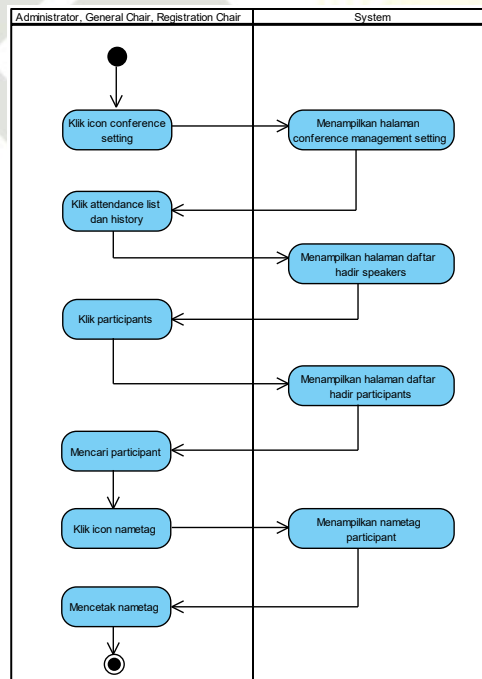 Administrator, General Chair, Registration Chair
System
Klik icon conference
setting
Menampilkan halaman
conference management setting
Klik attendance list
dan history
Menampilkan halaman daftar
hadir speakers
Klik participants
Menampilkan halaman daftar
hadir participants
Mencari participant
Klik icon nametag
Menampilkan nametag
participant
Mencetak nametag